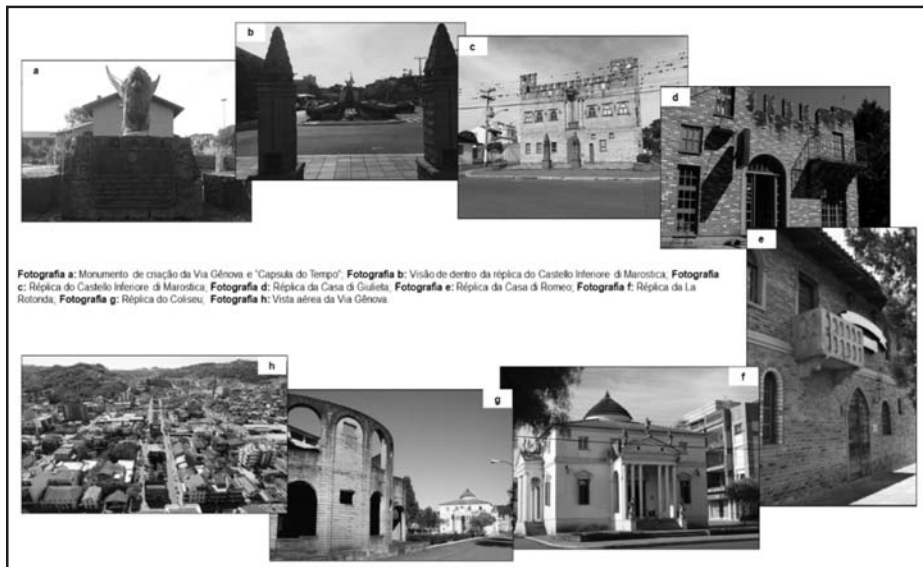 a
b
c
d
e
Fotografia a: Monumento de criação da Via Gênova e "Capsula do Tempo"; Fotografia b: Visão de dentro da réplica do Castello Inferiore di Marostica; Fotografia
c: Réplica do Castello Inferiore di Marostica; Fotografia d: Réplica da Casa di Giulieta; Fotografia e: Réplica da Casa di Romeo; Fotografia f: Réplica da La
Rotonda; Fotografia g: Réplica do Coliseu; Fotografia h: Vista aérea da Via Gênova.
h
g
f